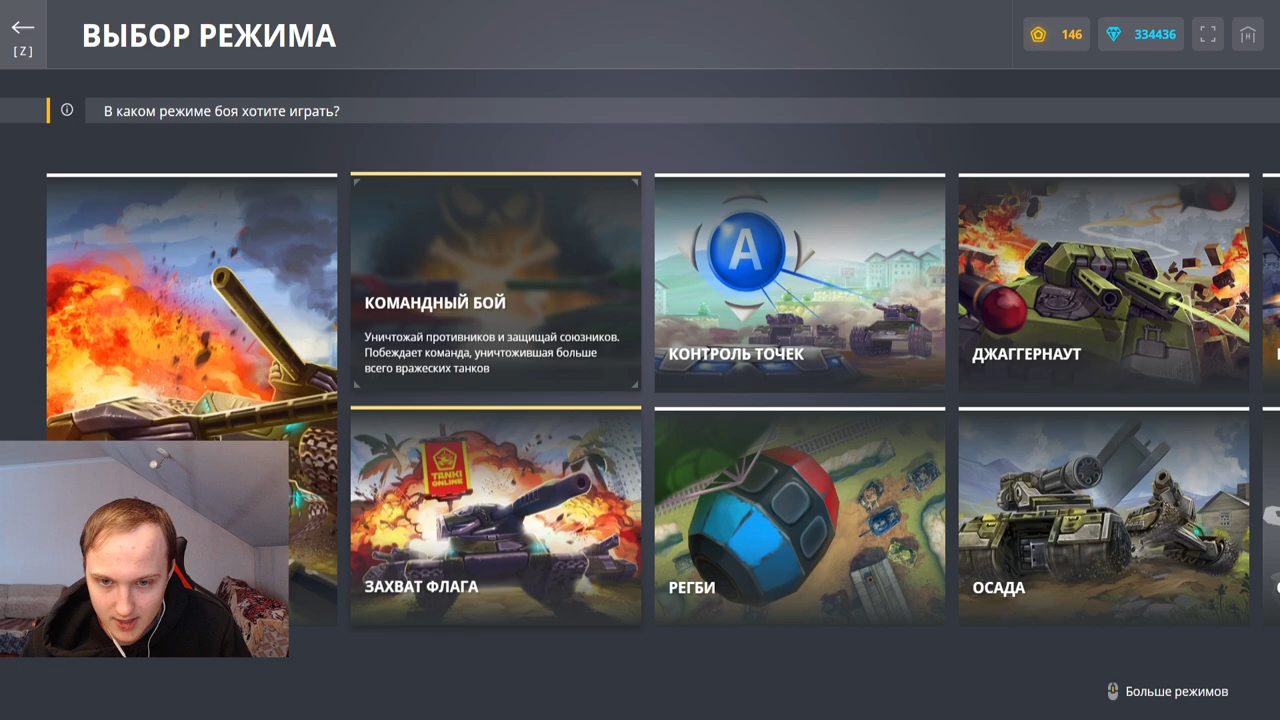 [Z]
ВЫБОР РЕЖИМА
146
334436
В каком режиме боя хотите играть?
КОМАНДНЫЙ БОЙ
Уничтожай противников и защищай союзников.
Побеждает команда, уничтожившая больше
всего вражеских танков
A
КОНТРОЛЬ ТОЧЕК
ДЖАГГЕРНАУТ
TANKI
ONLINE
ЗАХВАТ ФЛАГА
РЕГБИ
ОСАДА
Больше режимов